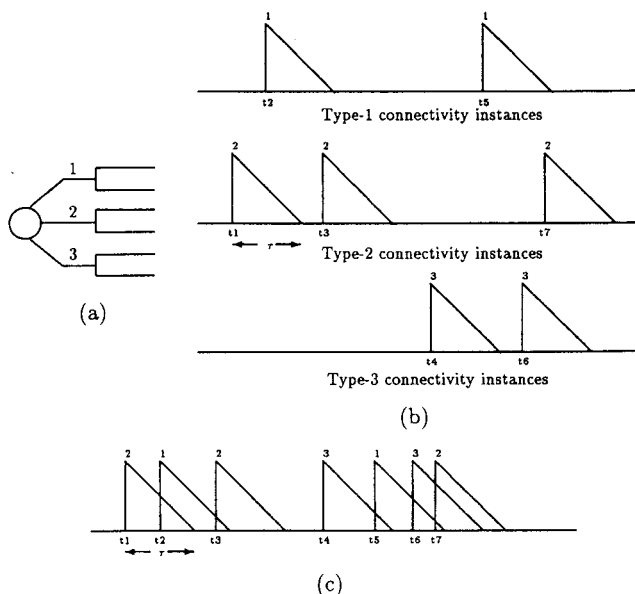 1 1
t2 t5
Type-1 connectivity instances
2 2 2
t1 t3 t7
τ
Type-2 connectivity instances
3 3
t4 t6
Type-3 connectivity instances
(b)
1
2
3
(a)
2 1 2 3 1 3 2
t1 t2 t3 t4 t5 t6 t7
τ
(c)